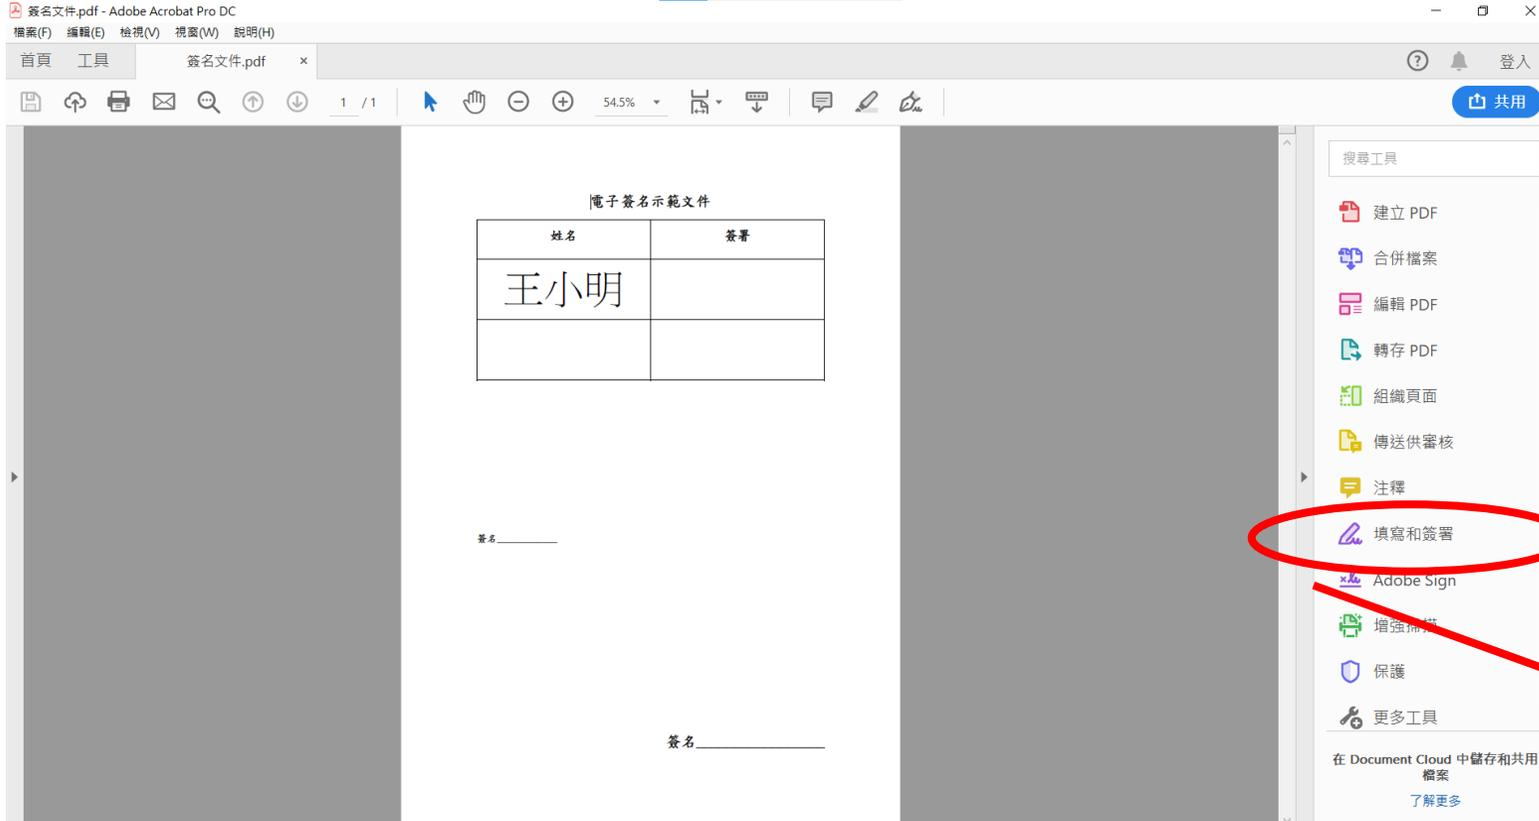 簽名文件.pdf - Adobe Acrobat Pro DC
檔案(F) 編輯(E) 檢視(V) 視窗(W) 說明(H)
首頁 工具 簽名文件.pdf × ? 登入
1 / 1 54.5% 共用
電子簽名示範文件
姓名 簽署
王小明
簽名
簽名
搜尋工具
建立 PDF
合併檔案
編輯 PDF
轉存 PDF
組織頁面
傳送供審核
注釋
填寫和簽署
Adobe Sign
增強掃描
保護
更多工具
在 Document Cloud 中儲存和共用
檔案
了解更多